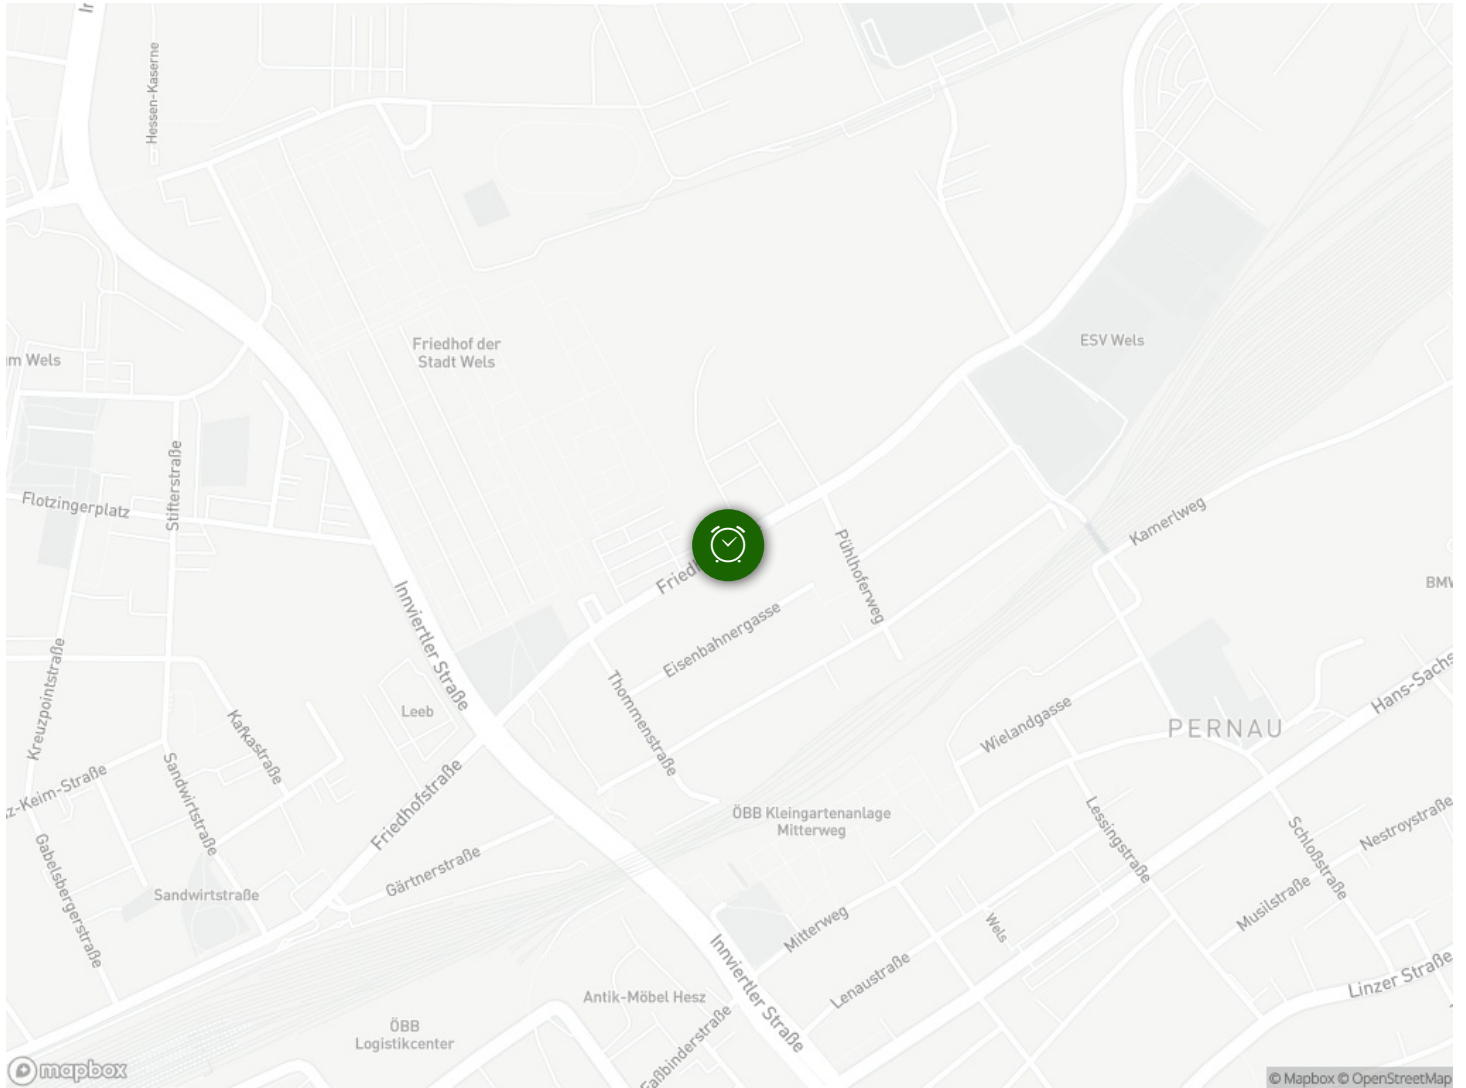 Hessen-Kaserne
Friedhof der
Stadt Wels
ESV Wels
m Wels
Stifterstraße
Flotzingerplatz
Kamerlweg
Pühlhoferweg
Innviertler Straße
Fried
Eisenbahnergasse
Thommenstraße
Kreuzpointstraße
Leeb
Kafkastraße
Hans-Sachs
PERNAU
Wielandgasse
z-Keim-Straße
Sandwirtstraße
Friedhofstraße
ÖBB Kleingartenanlage
Mitterweg
Lessingstraße
Schloßstraße
Nestroystraße
Gabelsbergerstraße
Gärtnerstraße
Sandwirtstraße
Musilstraße
Mitterweg
Wels
Innviertler Straße
Lenaustraße
Linzer Straße
Antik-Möbel Hesz
ÖBB
Logistikcenter
Faßbinderstraße
mapbox
© Mapbox © OpenStreetMap